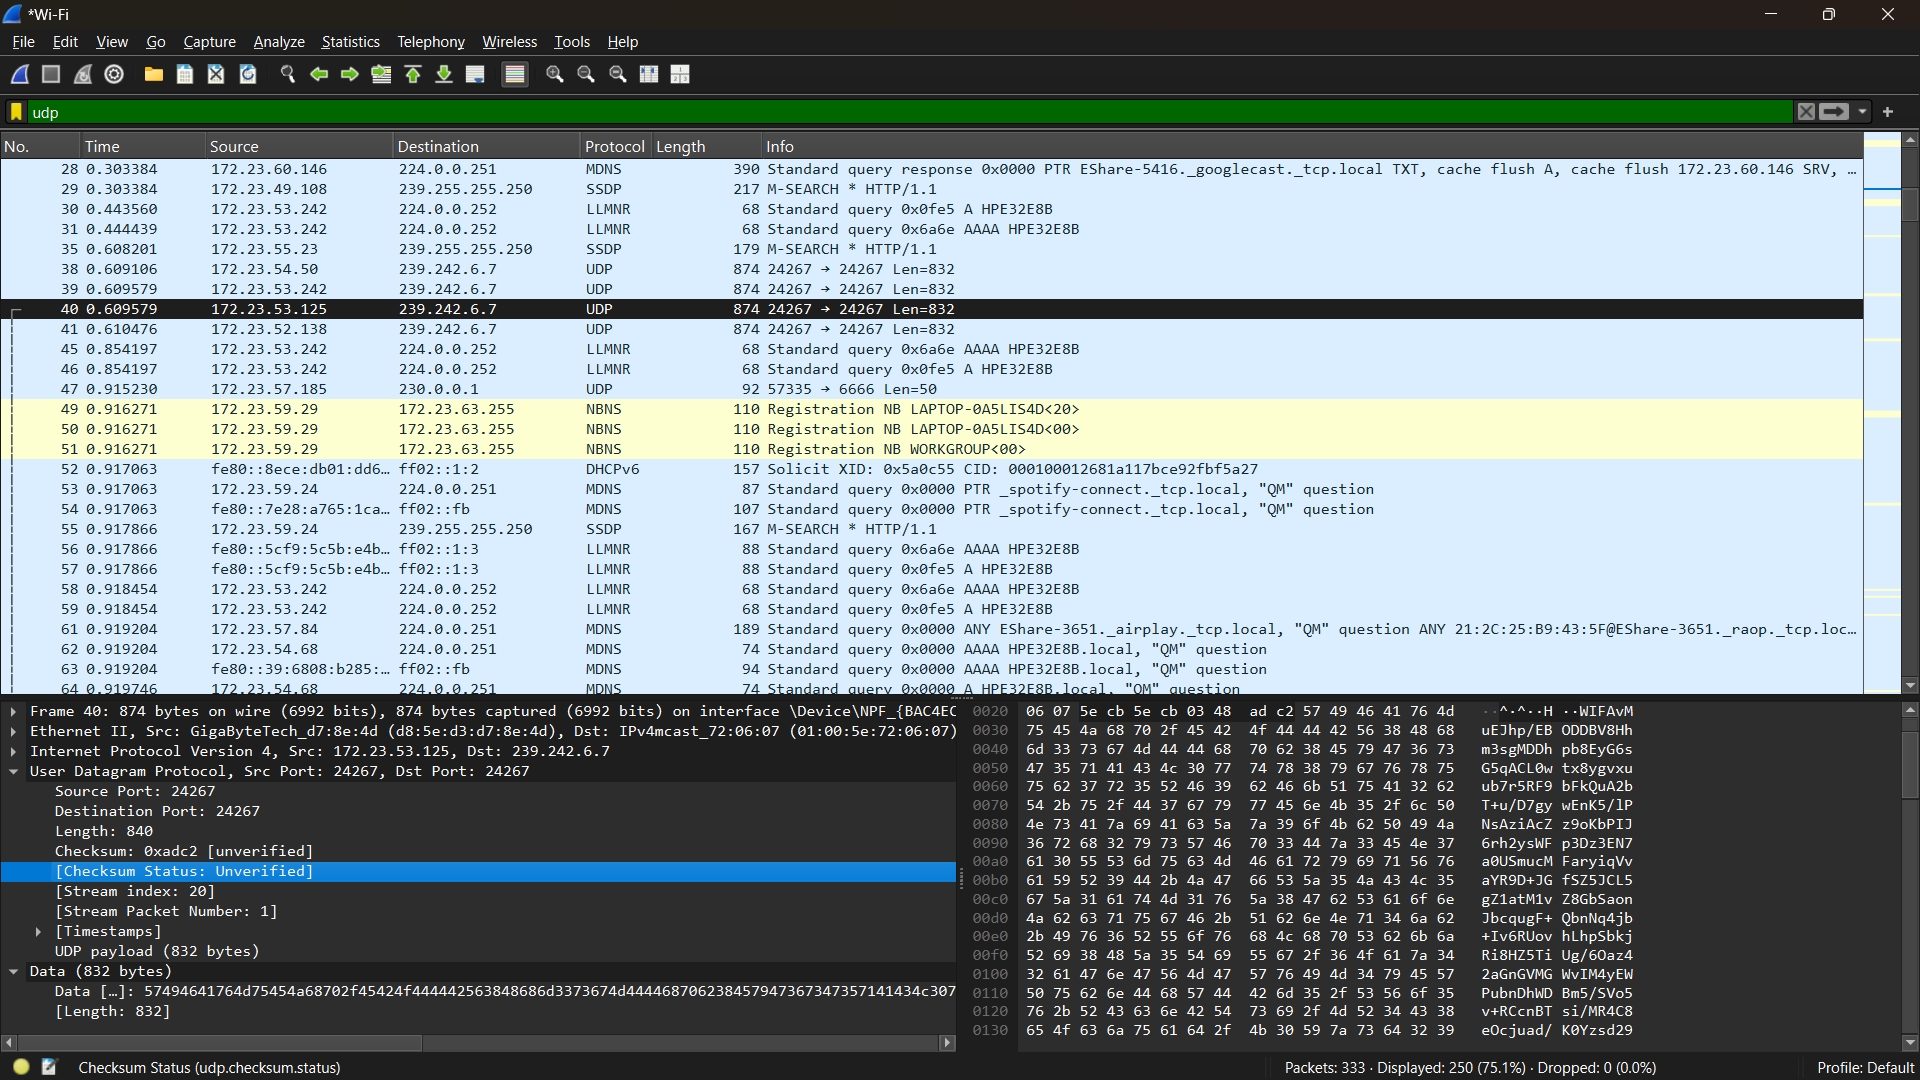 *Wi-Fi
File Edit View Go Capture Analyze Statistics Telephony Wireless Tools Help
udp
No. Time Source Destination Protocol Length Info
28 0.303384 172.23.60.146 224.0.0.251 MDNS 390 Standard query response 0x0000 PTR EShare-5416._googlecast._tcp.local TXT, cache flush A, cache flush 172.23.60.146 SRV, …
29 0.303384 172.23.49.108 239.255.255.250 SSDP 217 M-SEARCH * HTTP/1.1
30 0.443560 172.23.53.242 224.0.0.252 LLMNR 68 Standard query 0x0fe5 A HPE32E8B
31 0.444439 172.23.53.242 224.0.0.252 LLMNR 68 Standard query 0x6a6e AAAA HPE32E8B
35 0.608201 172.23.55.23 239.255.255.250 SSDP 179 M-SEARCH * HTTP/1.1
38 0.609106 172.23.54.50 239.242.6.7 UDP 874 24267 → 24267 Len=832
39 0.609579 172.23.53.242 239.242.6.7 UDP 874 24267 → 24267 Len=832
40 0.609579 172.23.53.125 239.242.6.7 UDP 874 24267 → 24267 Len=832
41 0.610476 172.23.52.138 239.242.6.7 UDP 874 24267 → 24267 Len=832
45 0.854197 172.23.53.242 224.0.0.252 LLMNR 68 Standard query 0x6a6e AAAA HPE32E8B
46 0.854197 172.23.53.242 224.0.0.252 LLMNR 68 Standard query 0x0fe5 A HPE32E8B
47 0.915230 172.23.57.185 230.0.0.1 UDP 92 57335 → 6666 Len=50
49 0.916271 172.23.59.29 172.23.63.255 NBNS 110 Registration NB LAPTOP-0A5LIS4D<20>
50 0.916271 172.23.59.29 172.23.63.255 NBNS 110 Registration NB LAPTOP-0A5LIS4D<00>
51 0.916271 172.23.59.29 172.23.63.255 NBNS 110 Registration NB WORKGROUP<00>
52 0.917063 fe80::8ece:db01:dd6… ff02::1:2 DHCPv6 157 Solicit XID: 0x5a0c55 CID: 000100012681a117bce92fbf5a27
53 0.917063 172.23.59.24 224.0.0.251 MDNS 87 Standard query 0x0000 PTR _spotify-connect._tcp.local, "QM" question
54 0.917063 fe80::7e28:a765:1ca… ff02::fb MDNS 107 Standard query 0x0000 PTR _spotify-connect._tcp.local, "QM" question
55 0.917866 172.23.59.24 239.255.255.250 SSDP 167 M-SEARCH * HTTP/1.1
56 0.917866 fe80::5cf9:5c5b:e4b… ff02::1:3 LLMNR 88 Standard query 0x6a6e AAAA HPE32E8B
57 0.917866 fe80::5cf9:5c5b:e4b… ff02::1:3 LLMNR 88 Standard query 0x0fe5 A HPE32E8B
58 0.918454 172.23.53.242 224.0.0.252 LLMNR 68 Standard query 0x6a6e AAAA HPE32E8B
59 0.918454 172.23.53.242 224.0.0.252 LLMNR 68 Standard query 0x0fe5 A HPE32E8B
61 0.919204 172.23.57.84 224.0.0.251 MDNS 189 Standard query 0x0000 ANY EShare-3651._airplay._tcp.local, "QM" question ANY 21:2C:25:B9:43:5F@EShare-3651._raop._tcp.loc…
62 0.919204 172.23.54.68 224.0.0.251 MDNS 74 Standard query 0x0000 AAAA HPE32E8B.local, "QM" question
63 0.919204 fe80::39:6808:b285:… ff02::fb MDNS 94 Standard query 0x0000 AAAA HPE32E8B.local, "QM" question
64 0.919746 172.23.54.68 224.0.0.251 MDNS 74 Standard query 0x0000 A HPE32E8B.local, "QM" question
Frame 40: 874 bytes on wire (6992 bits), 874 bytes captured (6992 bits) on interface \Device\NPF_{BAC4EC
Ethernet II, Src: GigaByteTech_d7:8e:4d (d8:5e:d3:d7:8e:4d), Dst: IPv4mcast_72:06:07 (01:00:5e:72:06:07)
Internet Protocol Version 4, Src: 172.23.53.125, Dst: 239.242.6.7
User Datagram Protocol, Src Port: 24267, Dst Port: 24267
Source Port: 24267
Destination Port: 24267
Length: 840
Checksum: 0xadc2 [unverified]
[Checksum Status: Unverified]
[Stream index: 20]
[Stream Packet Number: 1]
[Timestamps]
UDP payload (832 bytes)
Data (832 bytes)
Data […]: 57494641764d75454a68702f45424f444442563848686d3373674d44446870623845794736734735714143​4c307
[Length: 832]
0020 06 07 5e cb 5e cb 03 48 ad c2 57 49 46 41 76 4d ··^·^··H ··WIFAvM
0030 75 45 4a 68 70 2f 45 42 4f 44 44 42 56 38 48 68 uEJhp/EB ODDBV8Hh
0040 6d 33 73 67 4d 44 44 68 70 62 38 45 79 47 36 73 m3sgMDDh pb8EyG6s
0050 47 35 71 41 43 4c 30 77 74 78 38 79 67 76 78 75 G5qACL0w tx8ygvxu
0060 75 62 37 72 35 52 46 39 62 46 6b 51 75 41 32 62 ub7r5RF9 bFkQuA2b
0070 54 2b 75 2f 44 37 67 79 77 45 6e 4b 35 2f 6c 50 T+u/D7gy wEnK5/lP
0080 4e 73 41 7a 69 41 63 5a 7a 39 6f 4b 62 50 49 4a NsAziAcZ z9oKbPIJ
0090 36 72 68 32 79 73 57 46 70 33 44 7a 33 45 4e 37 6rh2ysWF p3Dz3EN7
00a0 61 30 55 53 6d 75 63 4d 46 61 72 79 69 71 56 76 a0USmucM FaryiqVv
00b0 61 59 52 39 44 2b 4a 47 66 53 5a 35 4a 43 4c 35 aYR9D+JG fSZ5JCL5
00c0 67 5a 31 61 74 4d 31 76 5a 38 47 62 53 61 6f 6e gZ1atM1v Z8GbSaon
00d0 4a 62 63 71 75 67 46 2b 51 62 6e 4e 71 34 6a 62 JbcqugF+ QbnNq4jb
00e0 2b 49 76 36 52 55 6f 76 68 4c 68 70 53 62 6b 6a +Iv6RUov hLhpSbkj
00f0 52 69 38 48 5a 35 54 69 55 67 2f 36 4f 61 7a 34 Ri8HZ5Ti Ug/6Oaz4
0100 32 61 47 6e 47 56 4d 47 57 76 49 4d 34 79 45 57 2aGnGVMG WvIM4yEW
0110 50 75 62 6e 44 68 57 44 42 6d 35 2f 53 56 6f 35 PubnDhWD Bm5/SVo5
0120 76 2b 52 43 63 6e 42 54 73 69 2f 4d 52 34 43 38 v+RCcnBT si/MR4C8
0130 65 4f 63 6a 75 61 64 2f 4b 30 59 7a 73 64 32 39 eOcjuad/ K0Yzsd29
Checksum Status (udp.checksum.status) Packets: 333 · Displayed: 250 (75.1%) · Dropped: 0 (0.0%) Profile: Default